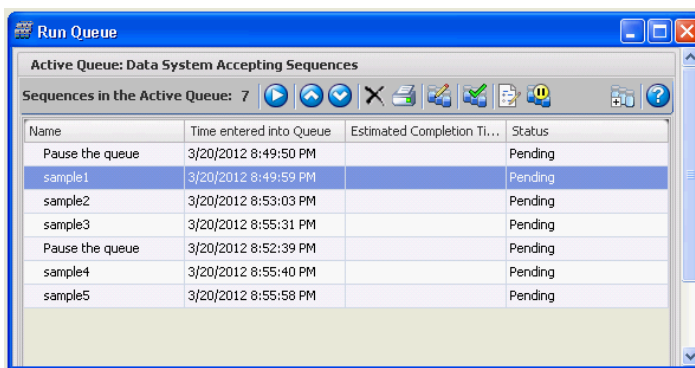 Run Queue
Active Queue: Data System Accepting Sequences
Sequences in the Active Queue: 7
Name Time entered into Queue Estimated Completion Ti... Status
Pause the queue 3/20/2012 8:49:50 PM Pending
sample1 3/20/2012 8:49:59 PM Pending
sample2 3/20/2012 8:53:03 PM Pending
sample3 3/20/2012 8:55:31 PM Pending
Pause the queue 3/20/2012 8:52:39 PM Pending
sample4 3/20/2012 8:55:40 PM Pending
sample5 3/20/2012 8:55:58 PM Pending